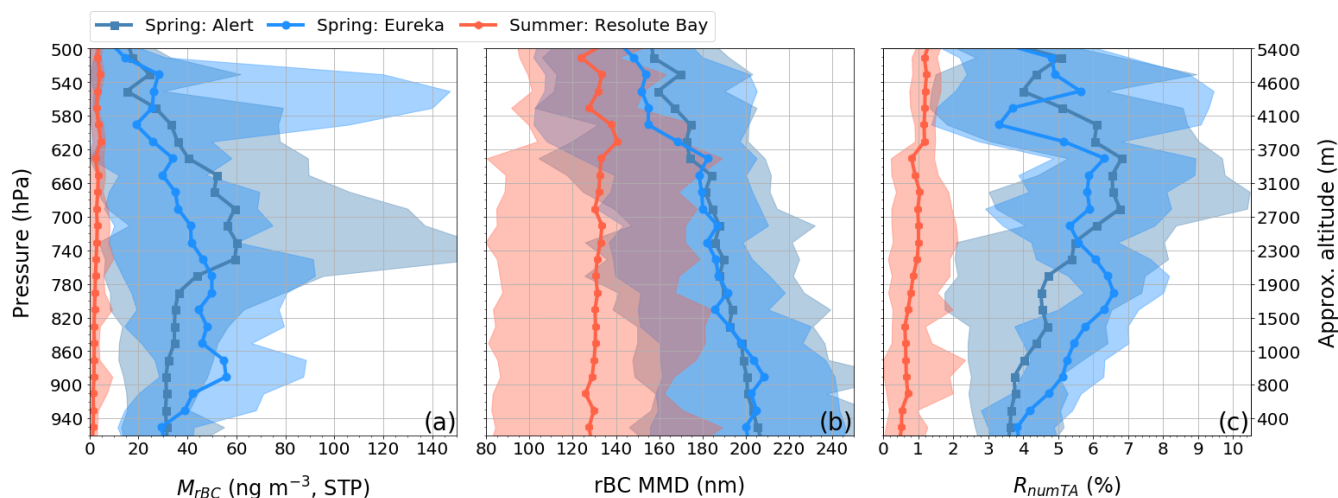 Spring: Alert Spring: Eureka Summer: Resolute Bay
Pressure (hPa)
500
540
580
620
660
700
740
780
820
860
900
940
(a)
0 20 40 60 80 100 120 140
M_rBC (ng m⁻³, STP)
(b)
80 100 120 140 160 180 200 220 240
rBC MMD (nm)
(c)
0 1 2 3 4 5 6 7 8 9 10
R_numTA (%)
5400
4600
4100
3700
3100
2700
2300
1900
1500
1000
800
400
Approx. altitude (m)